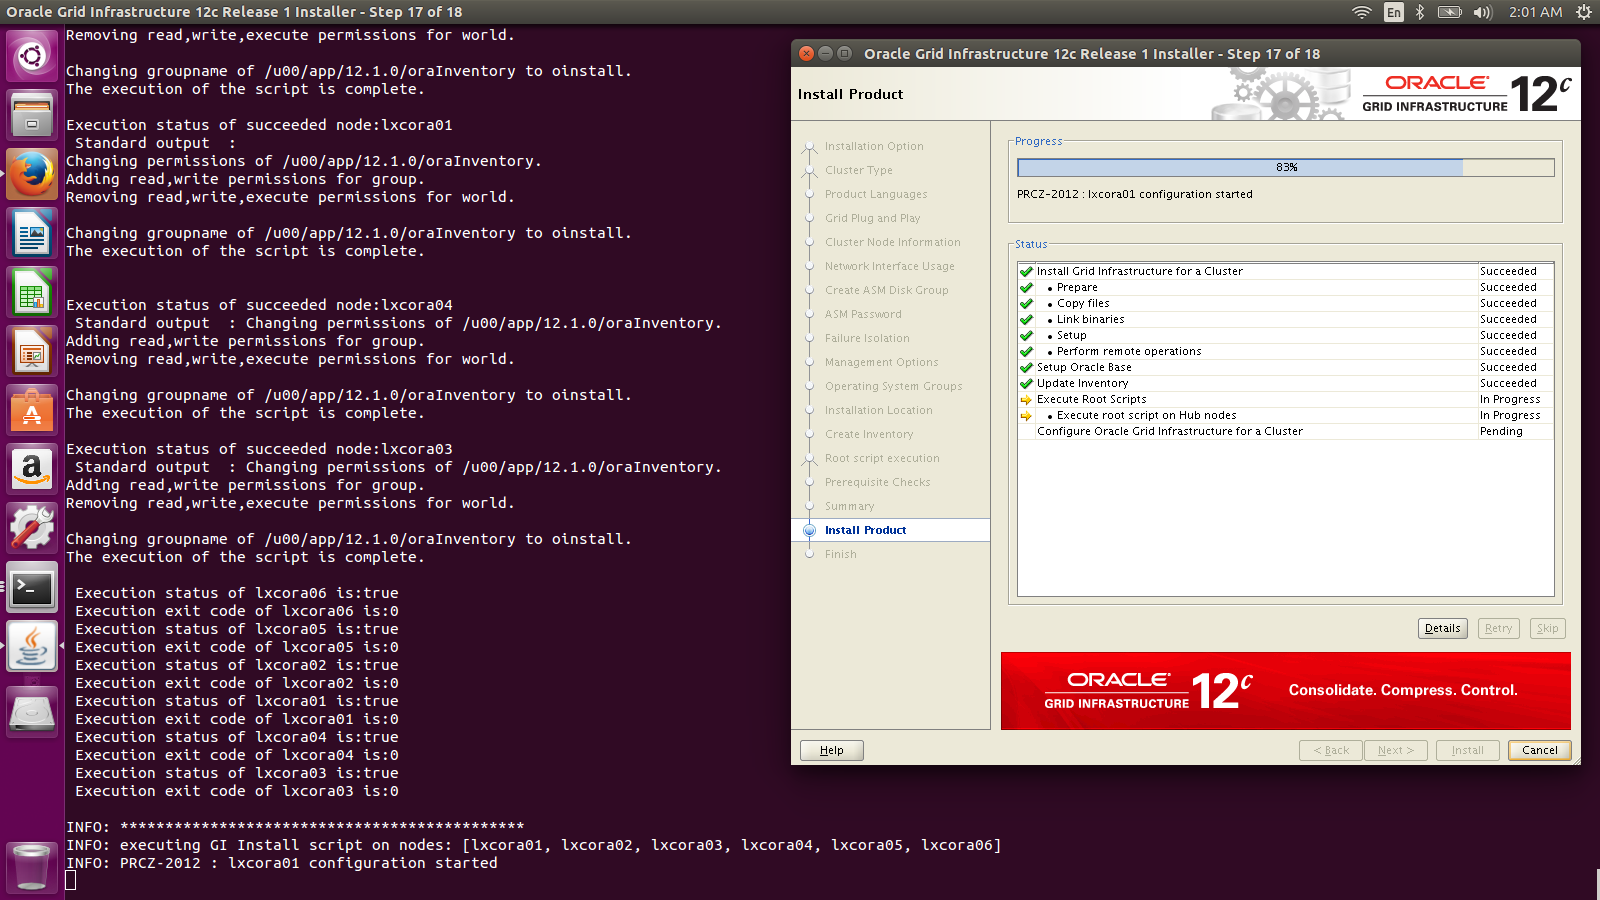 Oracle Grid Infrastructure 12c Release 1 Installer - Step 17 of 18
En
2:01 AM
Removing read,write,execute permissions for world.
Changing groupname of /u00/app/12.1.0/oraInventory to oinstall.
The execution of the script is complete.
Execution status of succeeded node:lxcora01
Standard output  :
Changing permissions of /u00/app/12.1.0/oraInventory.
Adding read,write permissions for group.
Removing read,write,execute permissions for world.
Changing groupname of /u00/app/12.1.0/oraInventory to oinstall.
The execution of the script is complete.
Execution status of succeeded node:lxcora04
Standard output  : Changing permissions of /u00/app/12.1.0/oraInventory.
Adding read,write permissions for group.
Removing read,write,execute permissions for world.
Changing groupname of /u00/app/12.1.0/oraInventory to oinstall.
The execution of the script is complete.
Execution status of succeeded node:lxcora03
Standard output  : Changing permissions of /u00/app/12.1.0/oraInventory.
Adding read,write permissions for group.
Removing read,write,execute permissions for world.
Changing groupname of /u00/app/12.1.0/oraInventory to oinstall.
The execution of the script is complete.
Execution status of lxcora06 is:true
Execution exit code of lxcora06 is:0
Execution status of lxcora05 is:true
Execution exit code of lxcora05 is:0
Execution status of lxcora02 is:true
Execution exit code of lxcora02 is:0
Execution status of lxcora01 is:true
Execution exit code of lxcora01 is:0
Execution status of lxcora04 is:true
Execution exit code of lxcora04 is:0
Execution status of lxcora03 is:true
Execution exit code of lxcora03 is:0
INFO: *********************************************
INFO: executing GI Install script on nodes: [lxcora01, lxcora02, lxcora03, lxcora04, lxcora05, lxcora06]
INFO: PRCZ-2012 : lxcora01 configuration started
Oracle Grid Infrastructure 12c Release 1 Installer - Step 17 of 18
Install Product
ORACLE
GRID INFRASTRUCTURE 12c
Installation Option
Cluster Type
Product Languages
Grid Plug and Play
Cluster Node Information
Network Interface Usage
Create ASM Disk Group
ASM Password
Failure Isolation
Management Options
Operating System Groups
Installation Location
Create Inventory
Root script execution
Prerequisite Checks
Summary
Install Product
Finish
Progress
83%
PRCZ-2012 : lxcora01 configuration started
Status
Install Grid Infrastructure for a Cluster Succeeded
• Prepare Succeeded
• Copy files Succeeded
• Link binaries Succeeded
• Setup Succeeded
• Perform remote operations Succeeded
Setup Oracle Base Succeeded
Update Inventory Succeeded
Execute Root Scripts In Progress
• Execute root script on Hub nodes In Progress
Configure Oracle Grid Infrastructure for a Cluster Pending
Details Retry Skip
ORACLE
GRID INFRASTRUCTURE 12c
Consolidate. Compress. Control.
Help < Back Next > Install Cancel